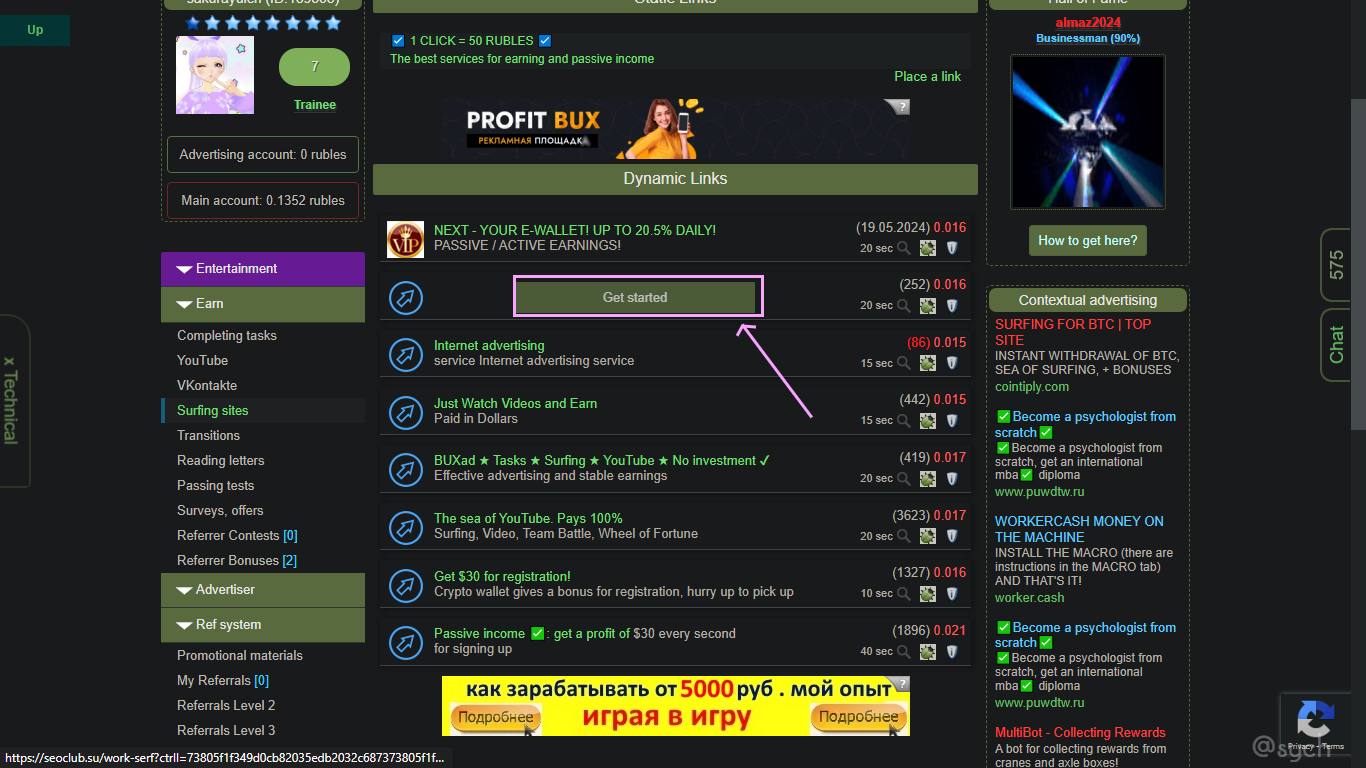 Up
sakurayuich (ID:169666)
7
Trainee
Advertising account: 0 rubles
Main account: 0.1352 rubles
Entertainment
Earn
Completing tasks
YouTube
VKontakte
Surfing sites
Transitions
Reading letters
Passing tests
Surveys, offers
Referrer Contests [0]
Referrer Bonuses [2]
Advertiser
Ref system
Promotional materials
My Referrals [0]
Referrals Level 2
Referrals Level 3
x Technical
Static Links
☑ 1 CLICK = 50 RUBLES ☑
The best services for earning and passive income
Place a link
PROFIT BUX
РЕКЛАМНАЯ ПЛОЩАДКА
?
Dynamic Links
VIP
NEXT - YOUR E-WALLET! UP TO 20.5% DAILY! (19.05.2024) 0.016
PASSIVE / ACTIVE EARNINGS! 20 sec
Get started (252) 0.016
20 sec
Internet advertising (86) 0.015
service Internet advertising service 15 sec
Just Watch Videos and Earn (442) 0.015
Paid in Dollars 15 sec
BUXad ★ Tasks ★ Surfing ★ YouTube ★ No investment ✓ (419) 0.017
Effective advertising and stable earnings 20 sec
The sea of YouTube. Pays 100% (3623) 0.017
Surfing, Video, Team Battle, Wheel of Fortune 20 sec
Get $30 for registration! (1327) 0.016
Crypto wallet gives a bonus for registration, hurry up to pick up 10 sec
Passive income ✅ : get a profit of $30 every second (1896) 0.021
for signing up 40 sec
как зарабатывать от 5000 руб . мой опыт ?
Подробнее играя в игру Подробнее
Hall of Fame
almaz2024
Businessman (90%)
How to get here?
Contextual advertising
SURFING FOR BTC | TOP
SITE
INSTANT WITHDRAWAL OF BTC,
SEA OF SURFING, + BONUSES
cointiply.com
✅Become a psychologist from
scratch✅
✅Become a psychologist from
scratch, get an international
mba✅ diploma
www.puwdtw.ru
WORKERCASH MONEY ON
THE MACHINE
INSTALL THE MACRO (there are
instructions in the MACRO tab)
AND THAT'S IT!
worker.cash
✅Become a psychologist from
scratch✅
✅Become a psychologist from
scratch, get an international
mba✅ diploma
www.puwdtw.ru
MultiBot - Collecting Rewards
A bot for collecting rewards from
cranes and axle boxes!
575
Chat
Privacy - Terms
https://seoclub.su/work-serf?ctrll=73805f1f349d0cb82035edb2032c687373805f1f...